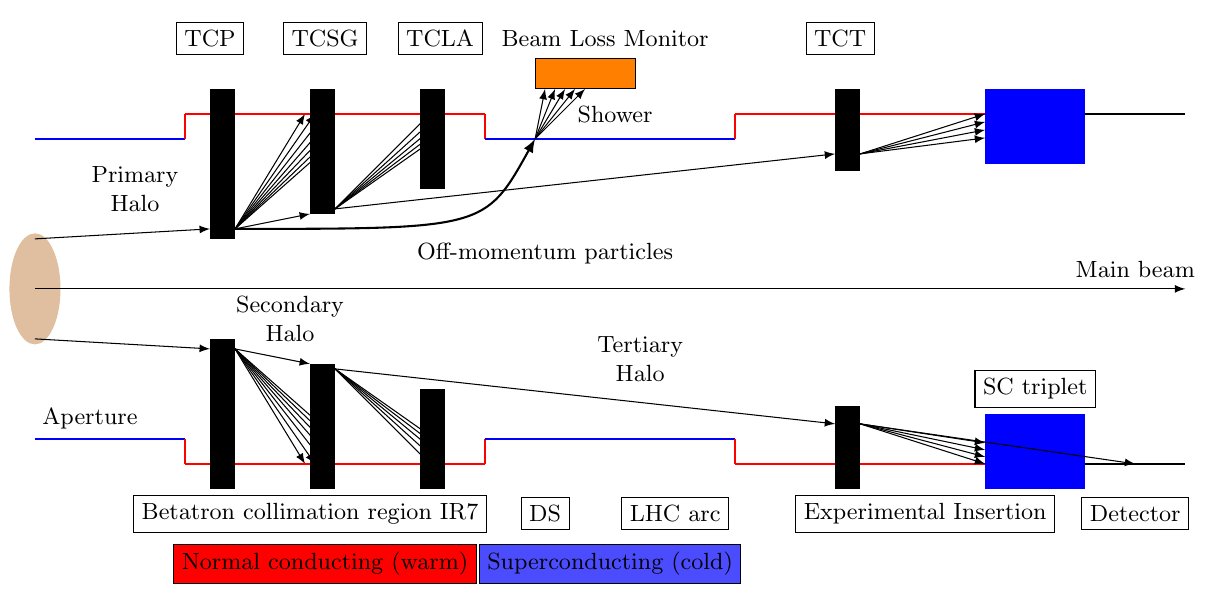 TCP
TCSG
TCLA
Beam Loss Monitor
TCT
Shower
Primary
Halo
Off-momentum particles
Main beam
Secondary
Halo
Tertiary
Halo
SC triplet
Aperture
Betatron collimation region IR7
DS
LHC arc
Experimental Insertion
Detector
Normal conducting (warm)
Superconducting (cold)